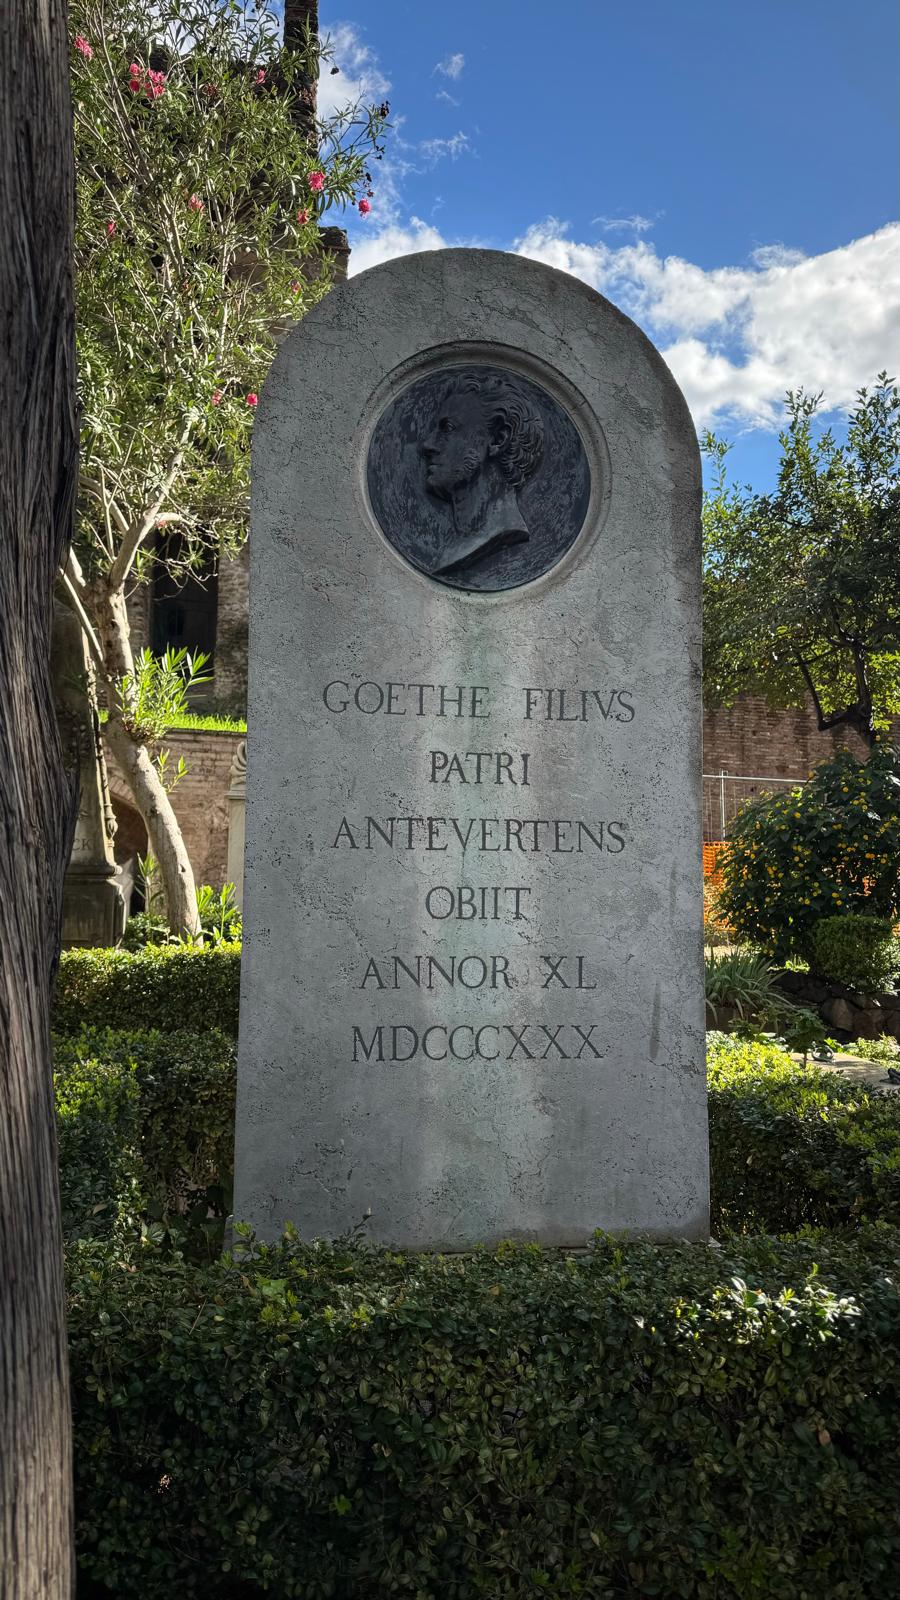 GOETHE FILIVS
PATRI
ANTEVERTENS
OBIIT
ANNOR XL
MDCCCXXX